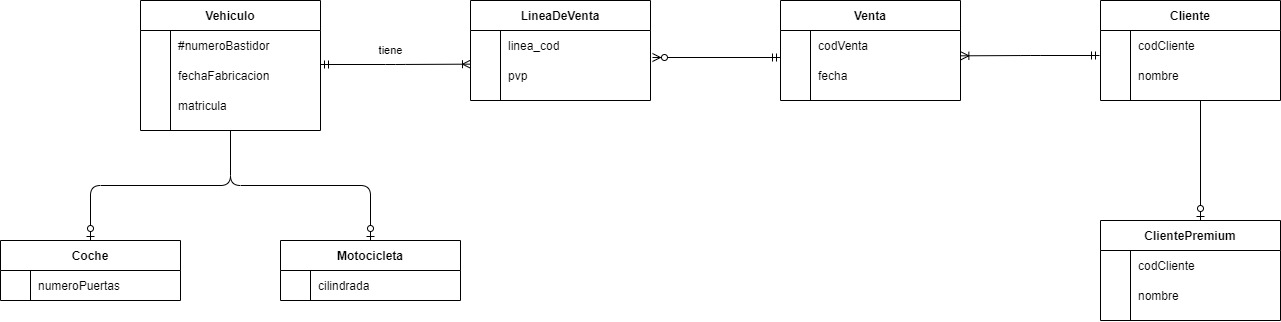 Vehiculo
#numeroBastidor
fechaFabricacion
matricula
tiene
LineaDeVenta
linea_cod
pvp
Venta
codVenta
fecha
Cliente
codCliente
nombre
Coche
numeroPuertas
Motocicleta
cilindrada
ClientePremium
codCliente
nombre